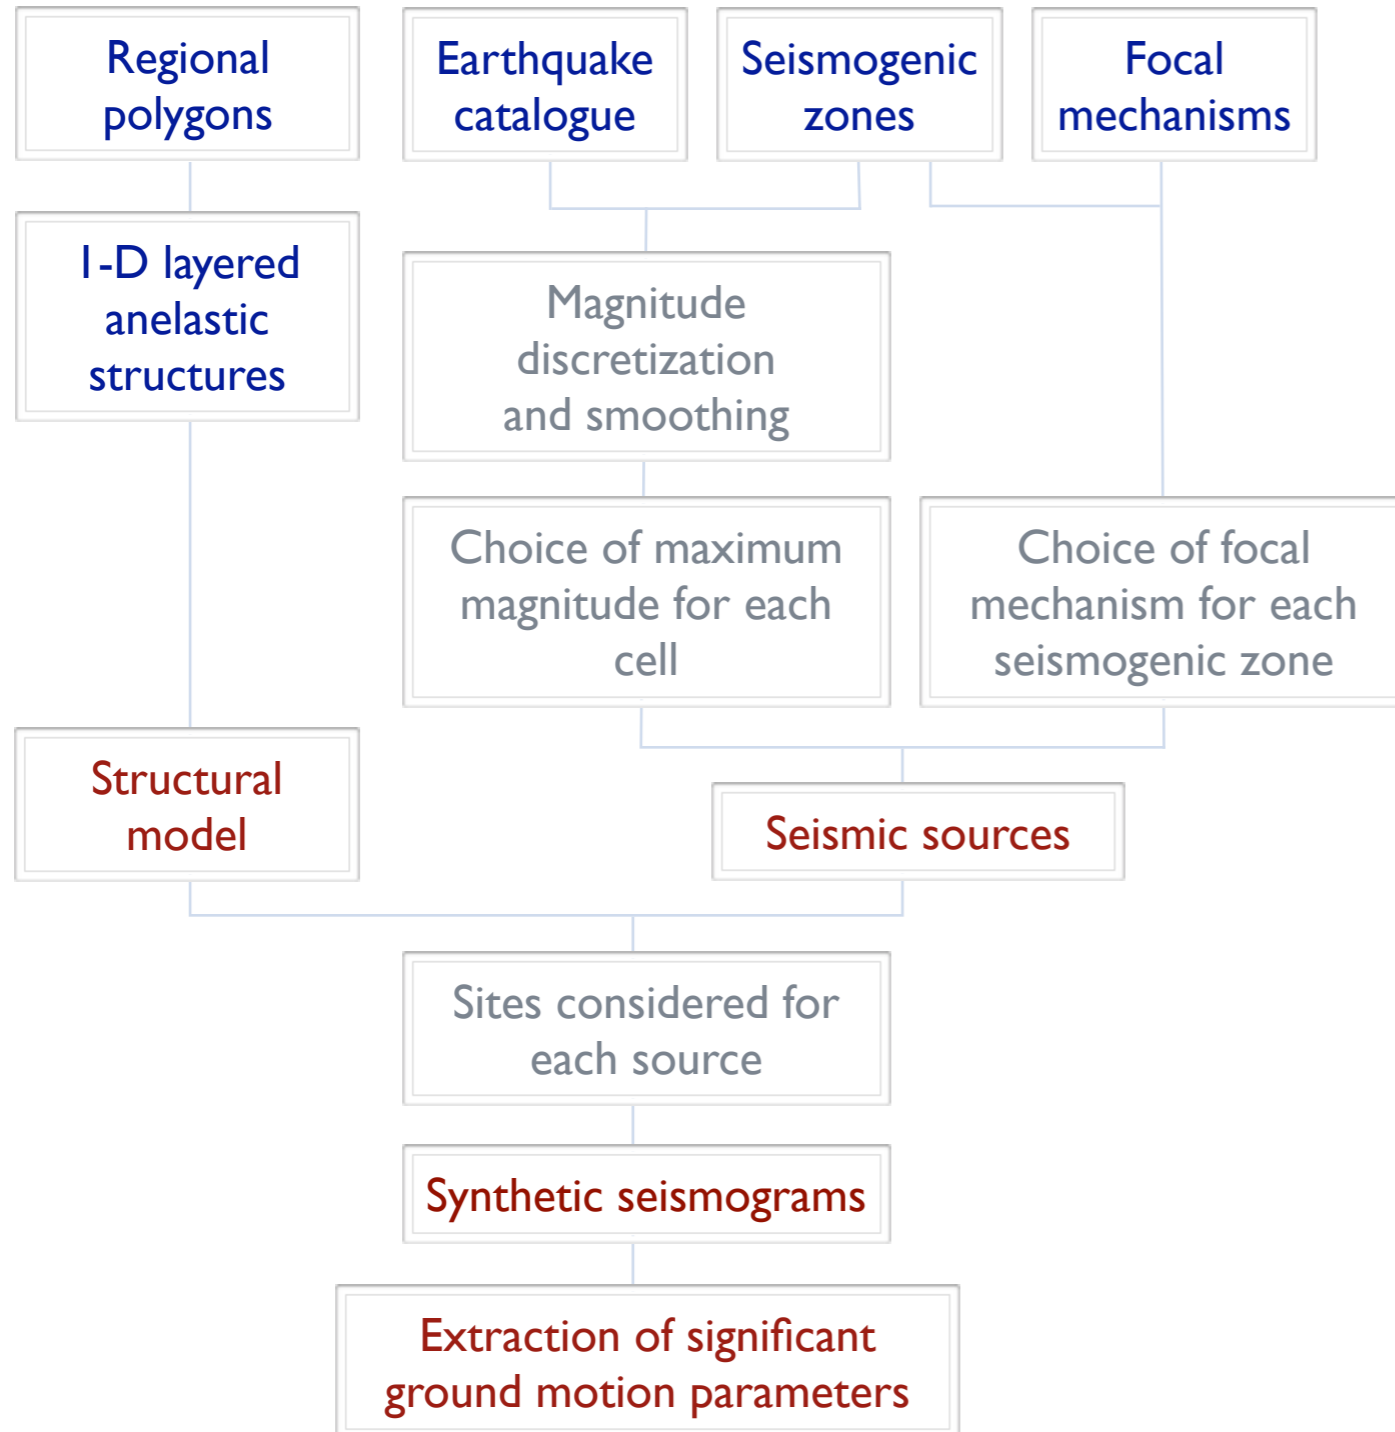 Regional
polygons
Earthquake
catalogue
Seismogenic
zones
Focal
mechanisms
1-D layered
anelastic
structures
Magnitude
discretization
and smoothing
Choice of maximum
magnitude for each
cell
Choice of focal
mechanism for each
seismogenic zone
Structural
model
Seismic sources
Sites considered for
each source
Synthetic seismograms
Extraction of significant
ground motion parameters